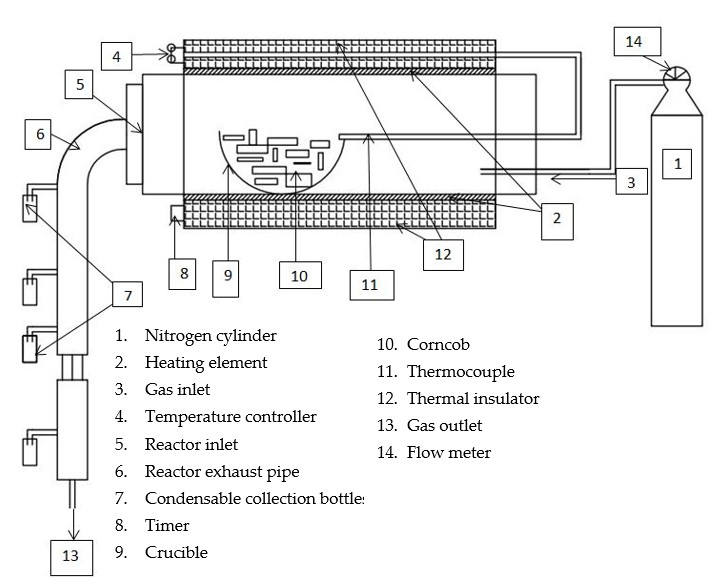 14
4
5
1
6
3
2
12
8
9
10
11
7
1. Nitrogen cylinder
2. Heating element
3. Gas inlet
4. Temperature controller
5. Reactor inlet
6. Reactor exhaust pipe
7. Condensable collection bottles
8. Timer
9. Crucible
10. Corncob
11. Thermocouple
12. Thermal insulator
13. Gas outlet
14. Flow meter
13